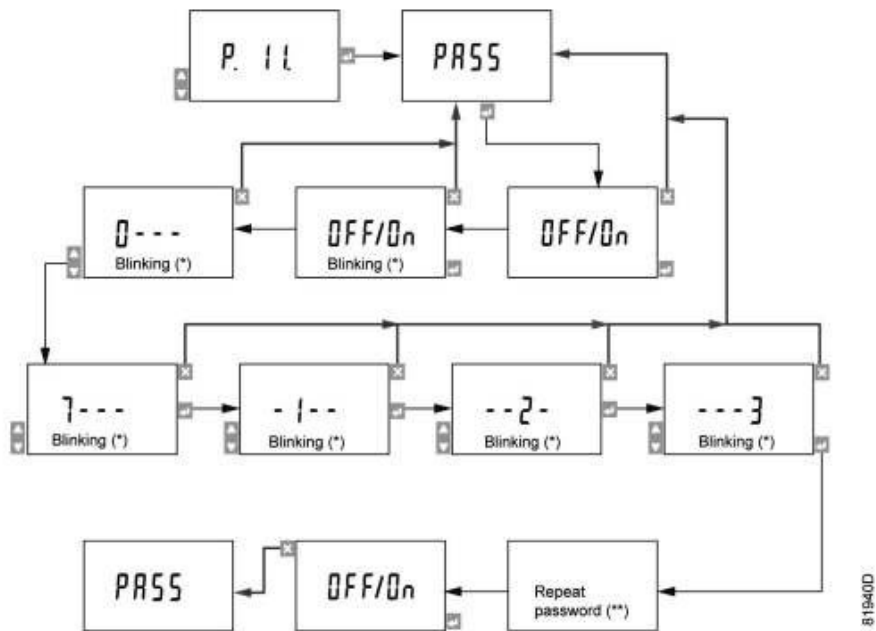 P. 11.
PASS
0---
Blinking (*)
OFF/On
Blinking (*)
OFF/On
7---
Blinking (*)
-1--
Blinking (*)
--2-
Blinking (*)
---3
Blinking (*)
PASS
OFF/On
Repeat
password (**)
81940D